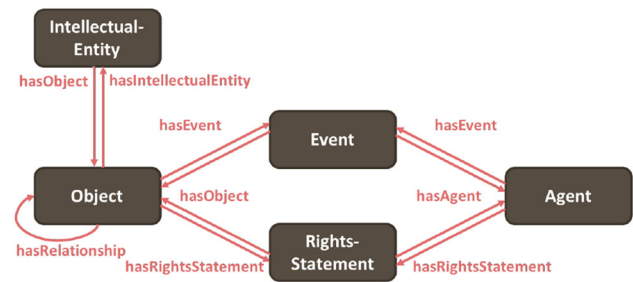 Intellectual-
Entity
hasObject
hasIntellectualEntity
hasEvent
Event
hasEvent
Object
hasObject
hasAgent
Agent
hasRelationship
hasRightsStatement
Rights-
Statement
hasRightsStatement